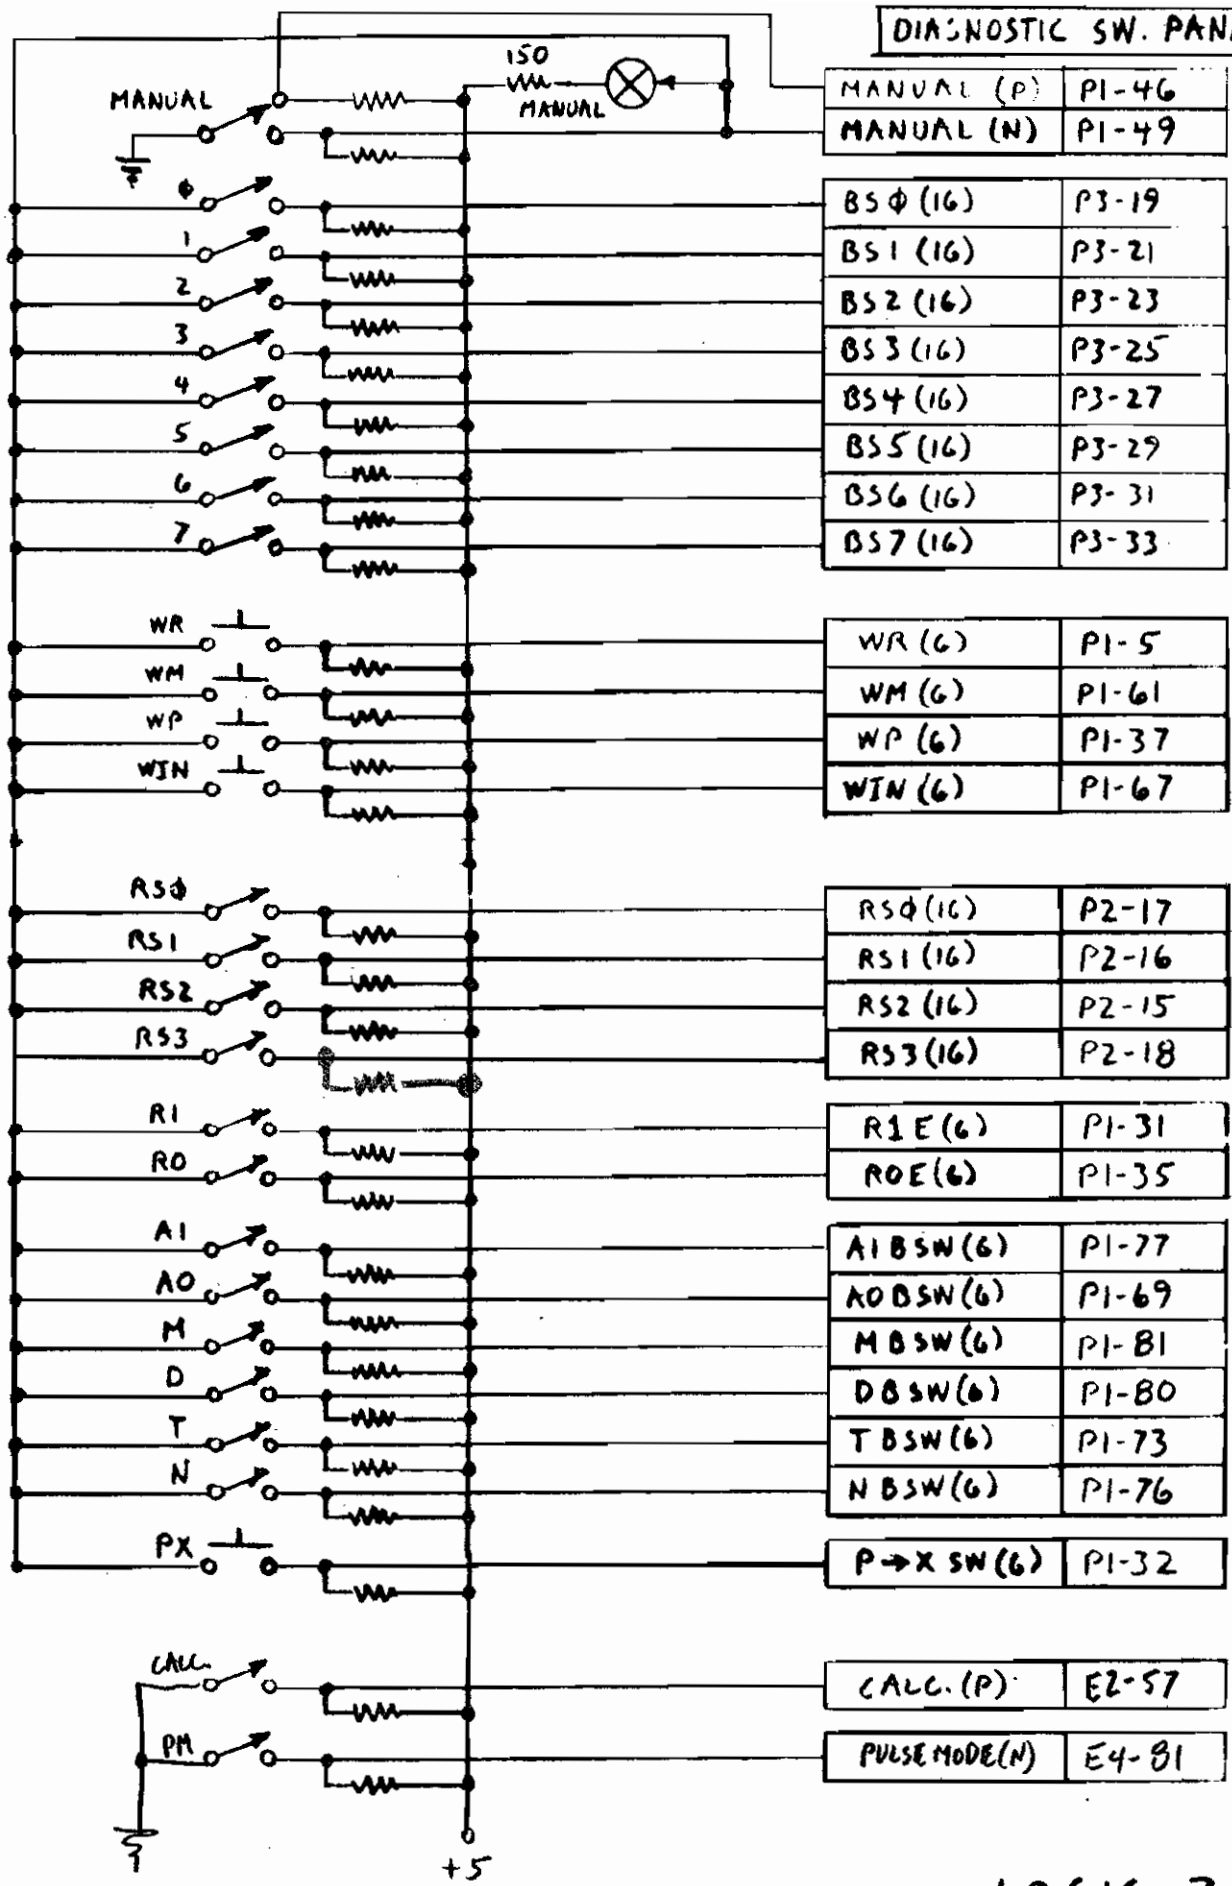 DIAGNOSTIC SW.
150
MANUAL
MANUAL
MANUAL (P) P1-46
MANUAL (N) P1-49
φ BSφ (16) P3-19
1 BS1 (16) P3-21
2 BS2 (16) P3-23
3 BS3 (16) P3-25
4 BS4 (16) P3-27
5 BS5 (16) P3-29
6 BS6 (16) P3-31
7 BS7 (16) P3-33
WR WR (6) P1-5
WM WM (6) P1-61
WP WP (6) P1-37
WIN WIN (6) P1-67
RSφ RSφ (16) P2-17
RS1 RS1 (16) P2-16
RS2 RS2 (16) P2-15
RS3 RS3 (16) P2-18
R1 R1E (6) P1-31
R0 R0E (6) P1-35
A1 A1BSW (6) P1-77
A0 A0BSW (6) P1-69
M MBSW (6) P1-81
D DBSW (6) P1-80
T TBSW (6) P1-73
N NBSW (6) P1-76
PX P→X SW (6) P1-32
CALC. CALC. (P) E2-57
PM PULSE MODE (N) E4-81
+5